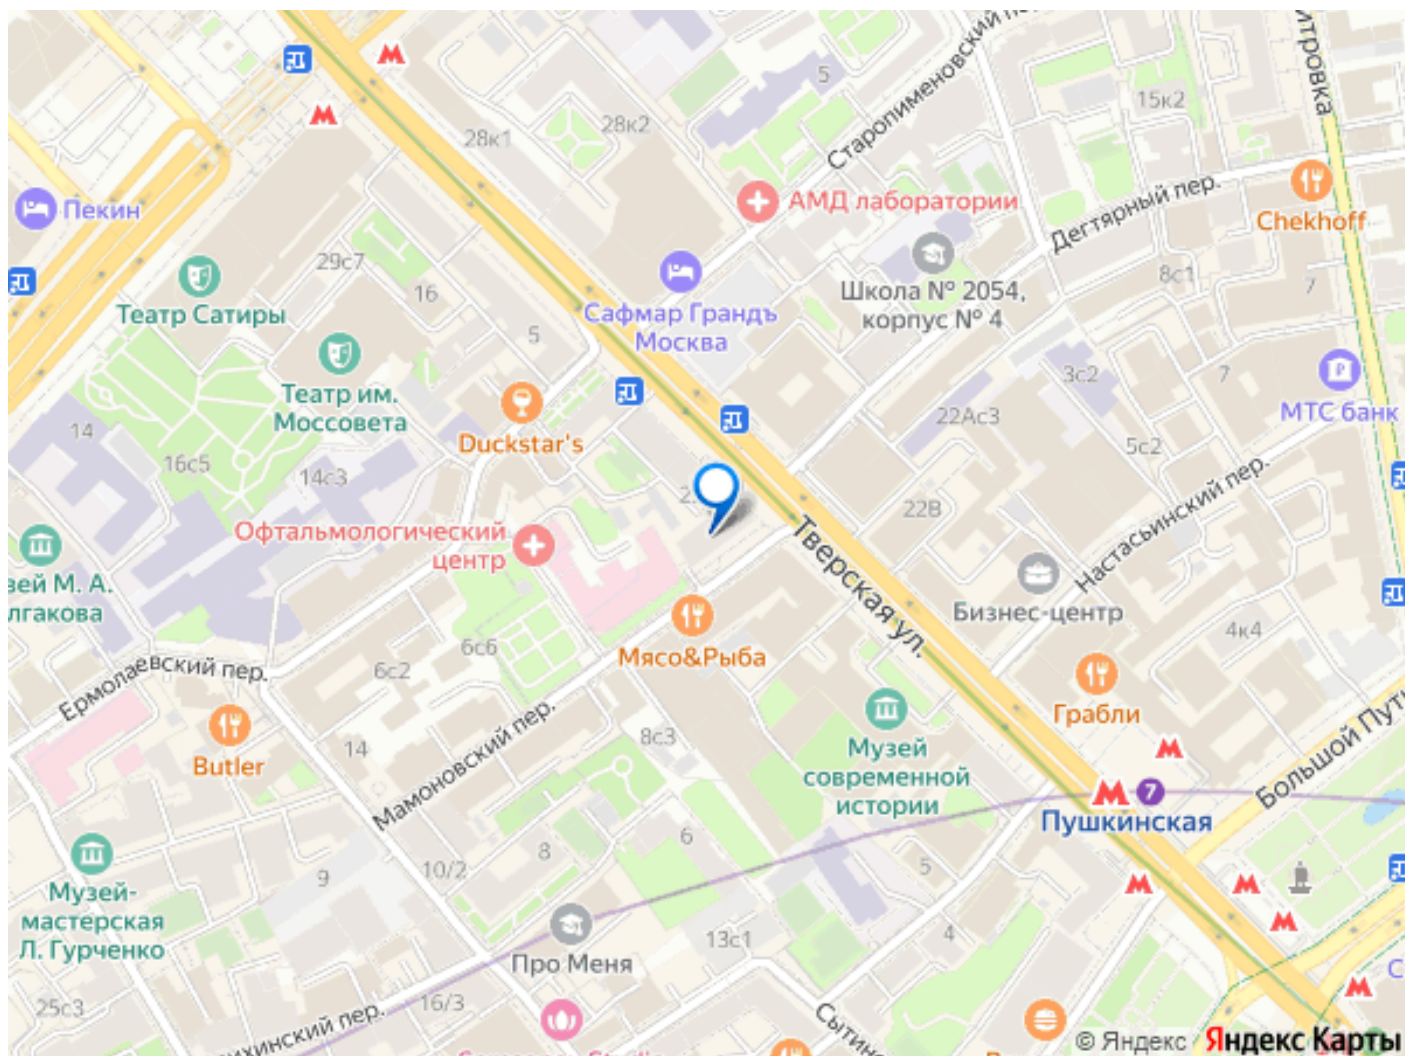 Старопименовский пер.
итровка
5
15к2
28к1
28к2
Пекин
АМД лаборатории
Дегтярный пер.
Chekhoff
29с7
16
Театр Сатиры
5
Сафмар Грандъ
Москва
Школа № 2054,
корпус № 4
8с1
7
Театр им.
Моссовета
3с2
7
МТС банк
14
Duckstar's
22Ас3
5с2
16с5
14с3
22В
Настасьинский пер.
Офтальмологический
центр
Тверская ул.
зей М. А.
лгакова
Бизнес-центр
4к4
Мясо&Рыба
6с6
6с2
Ермолаевский пер.
Грабли
Butler
14
8с3
Мамоновский пер.
Музей
современной
истории
Большой Пут
7
Пушкинская
Музей-
мастерская
Л. Гурченко
10/2
8
6
9
5
4
13с1
Про Меня
16/3
25с3
ихинский пер.
Сытин
© Яндекс Яндекс Карты